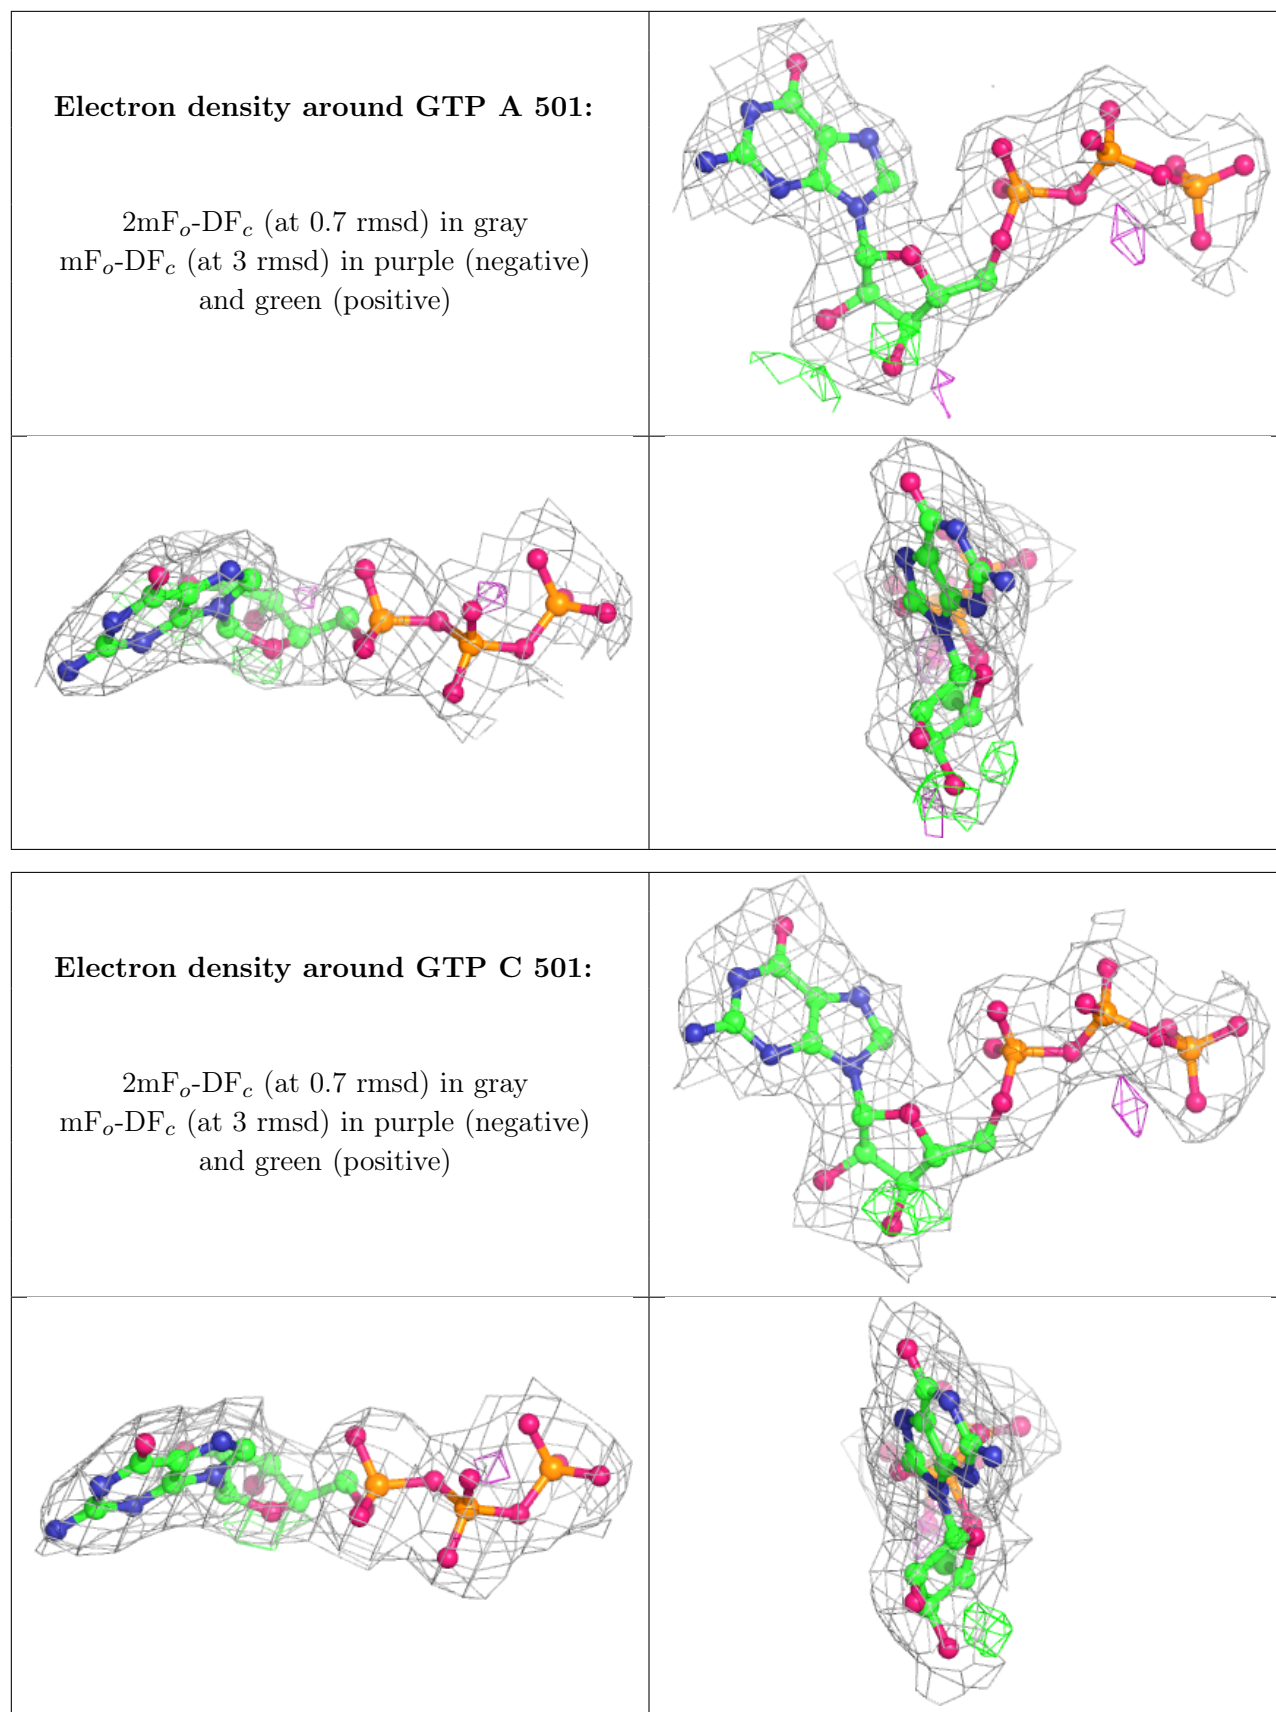 Electron density around GTP A 501:
2mFo-DFc (at 0.7 rmsd) in gray
mFo-DFc (at 3 rmsd) in purple (negative)
and green (positive)
Electron density around GTP C 501:
2mFo-DFc (at 0.7 rmsd) in gray
mFo-DFc (at 3 rmsd) in purple (negative)
and green (positive)